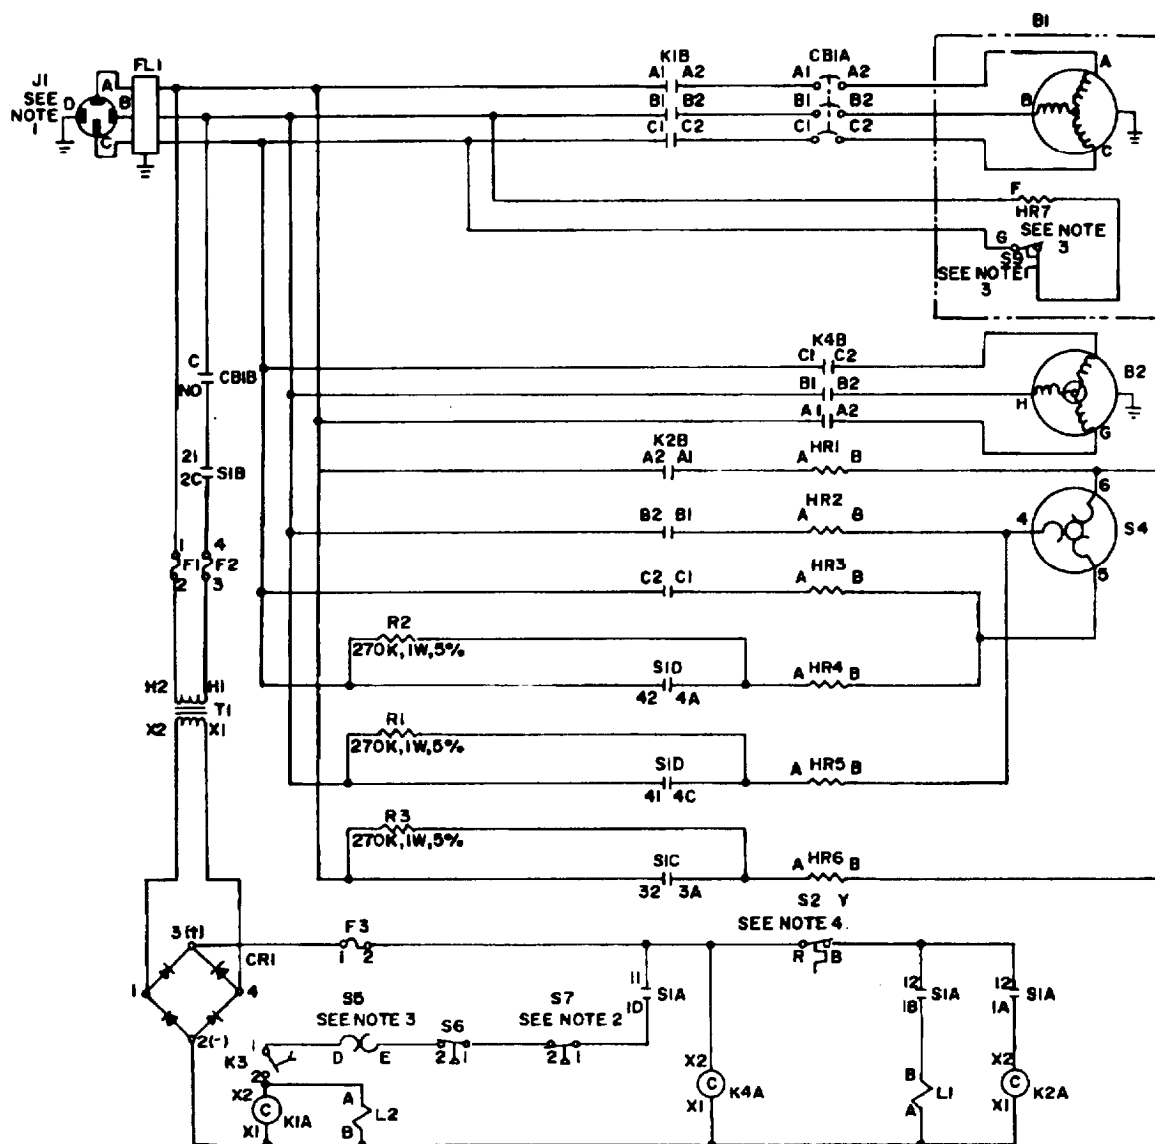 B1
FL1
K1B
CB1A
J1
SEE
NOTE
1
D
A
B
C
A1 A2
B1 B2
C1 C2
A1 A2
B1 B2
C1 C2
A
B
C
F
HR7
SEE NOTE
3
G
S9
SEE NOTE
3
K4B
C1 C2
B1 B2
A1 A2
B2
H
G
C
NO
CB1B
21
2C
S1B
K2B
A2 A1
HR1
A B
6
B2 B1
HR2
A B
4
S4
5
1
F1
2
4
F2
3
C2 C1
HR3
A B
R2
270K,1W,5%
S1D
42 4A
HR4
A B
H2 H1
T1
X2 X1
R1
270K,1W,5%
S1D
41 4C
A HR5 B
R3
270K,1W,5%
S1C
32 3A
A HR6 B
S2 Y
SEE NOTE 4
R B
3(+)
CR1
1
4
2(-)
F3
1 2
11
1D
S1A
12
1B
S1A
12
1A
S1A
S5
SEE NOTE 3
D E
S6
2 1
S7
SEE NOTE 2
2 1
K3
1
2
X2
C
X1
K1A
A
B
L2
X2
C
X1
K4A
B
A
L1
X2
C
X1
K2A